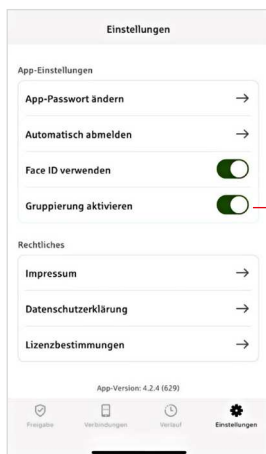 Einstellungen
App-Einstellungen
App-Passwort ändern
Automatisch abmelden
Face ID verwenden
Gruppierung aktivieren
Rechtliches
Impressum
Datenschutzerklärung
Lizenzbestimmungen
App-Version: 4.2.4 (629)
Freigabe Verbindungen Verlauf Einstellungen